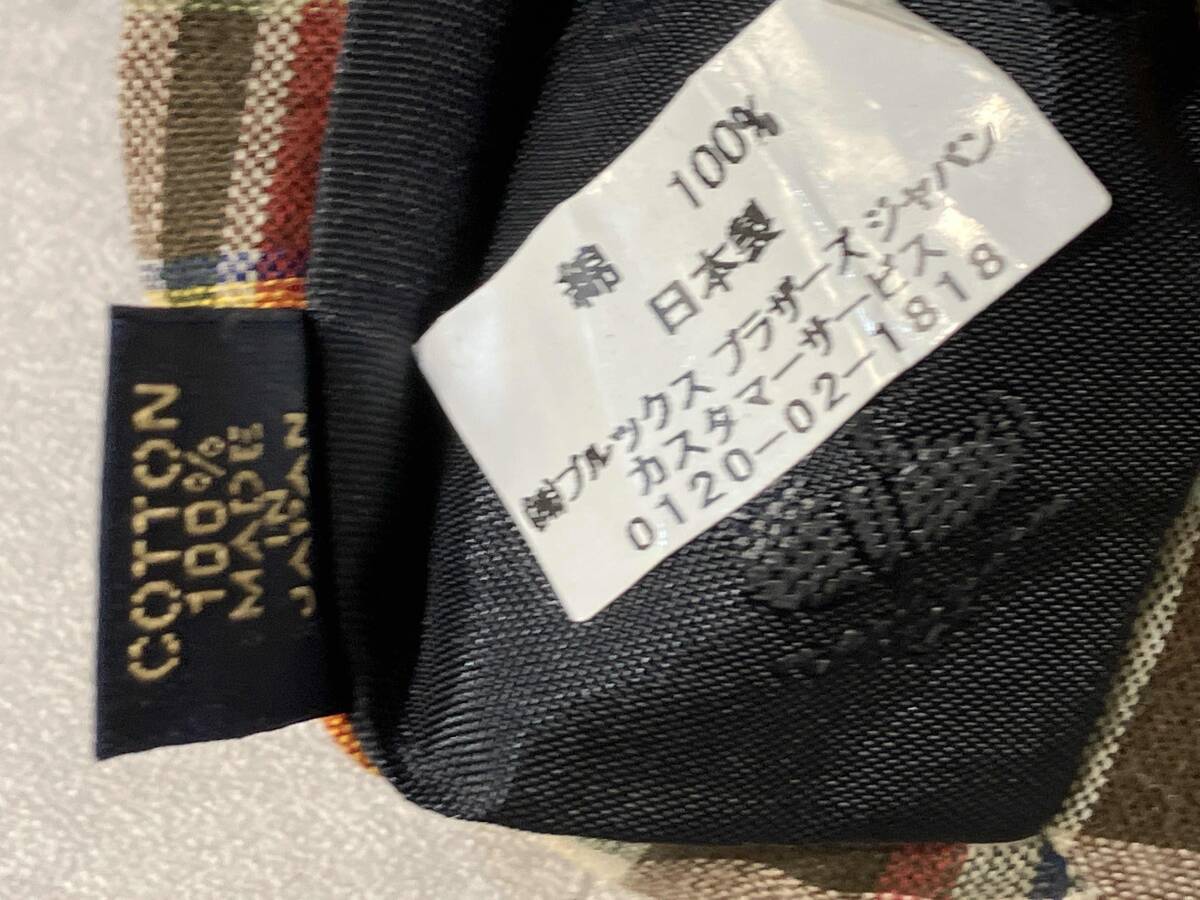 綿 100%
日本製
㈱ブルックス ブラザーズ ジャパン
カスタマーサービス
0120-02-1818
COTTON
100%
MADE
IN
JAPAN